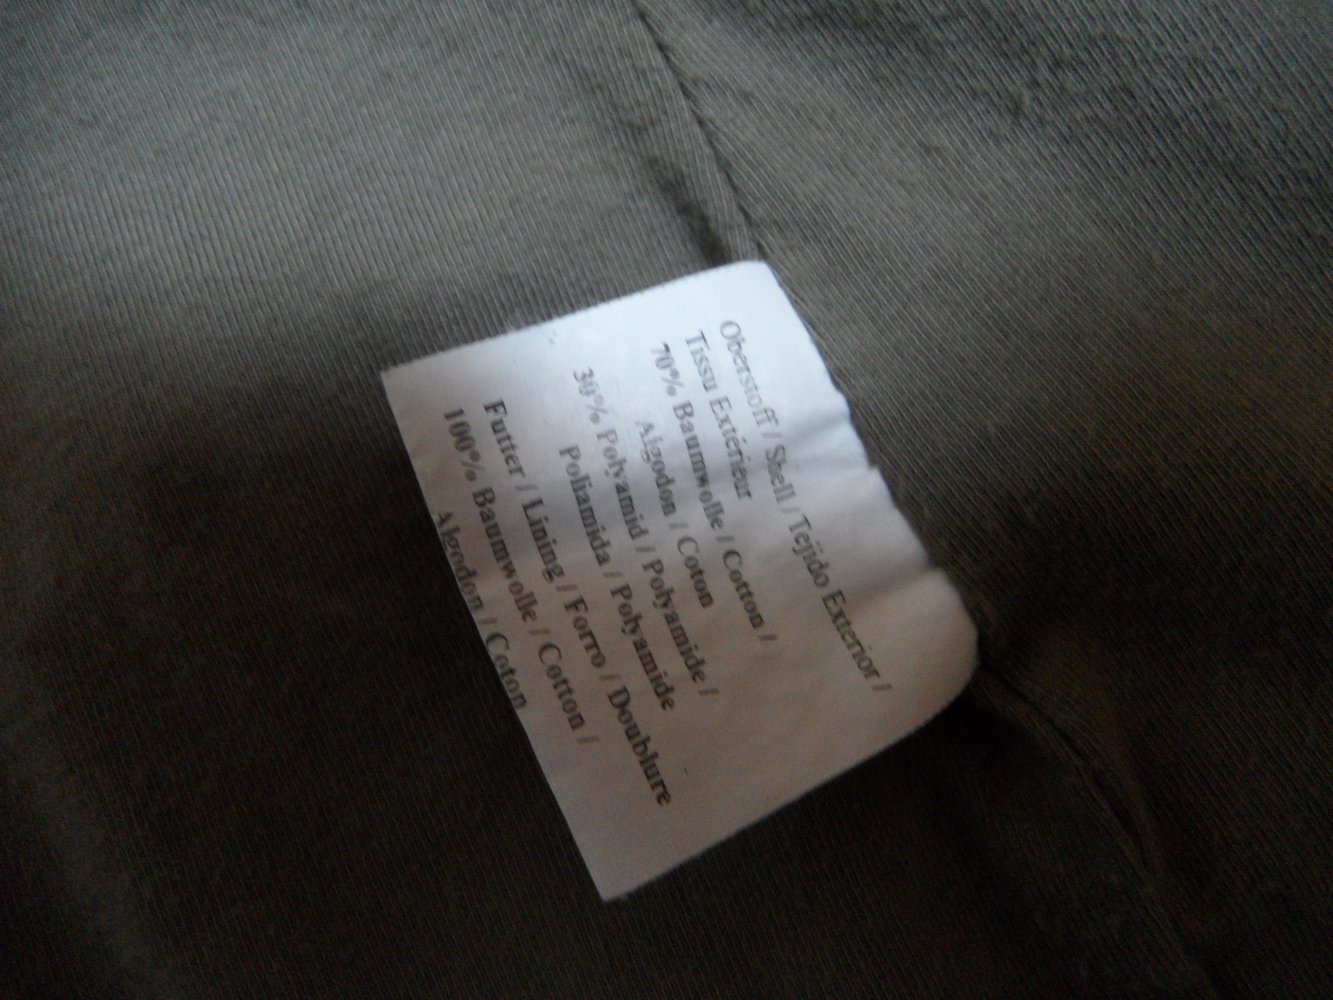 Oberstoff / Shell / Tejido Exterior /
Tissu Extérieur
70% Baumwolle / Cotton /
Algodon / Coton
30% Polyamid / Polyamide /
Poliamida / Polyamide
Futter / Lining / Forro / Doublure
100% Baumwolle / Cotton /
Algodon / Coton